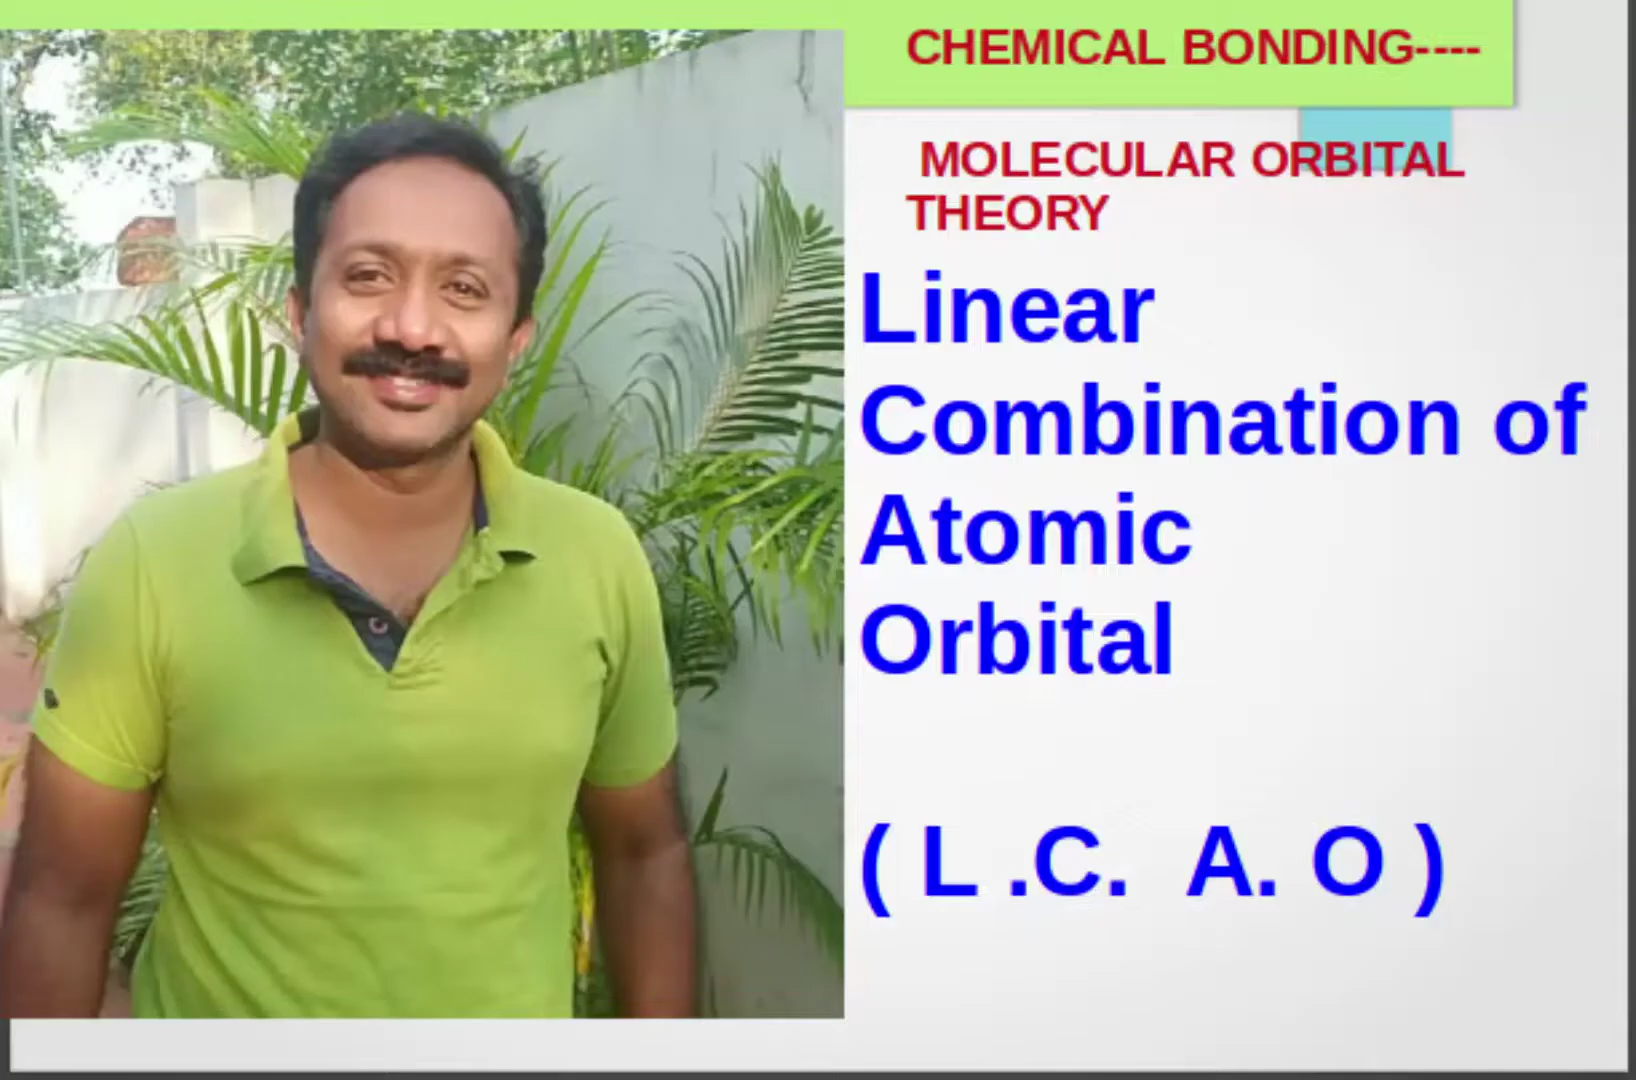 CHEMICAL BONDING----
MOLECULAR ORBITAL
THEORY
Linear
Combination of
Atomic
Orbital
( L .C.  A. O )